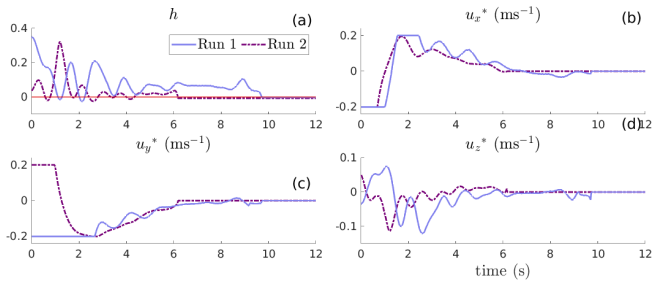 h
(a)
Run 1
Run 2
0.4
0.2
0
0 2 4 6 8 10 12
u_x* (ms⁻¹)
(b)
0.2
0
-0.2
0 2 4 6 8 10 12
u_y* (ms⁻¹)
(c)
0.2
0
-0.2
0 2 4 6 8 10 12
u_z* (ms⁻¹)
(d)
0.1
0
-0.1
0 2 4 6 8 10 12
time (s)